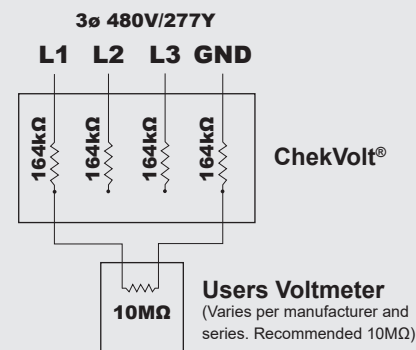 3ø 480V/277Y
L1 L2 L3 GND
164kΩ 164kΩ 164kΩ 164kΩ
ChekVolt®
10MΩ
Users Voltmeter
(Varies per manufacturer and
series. Recommended 10MΩ)